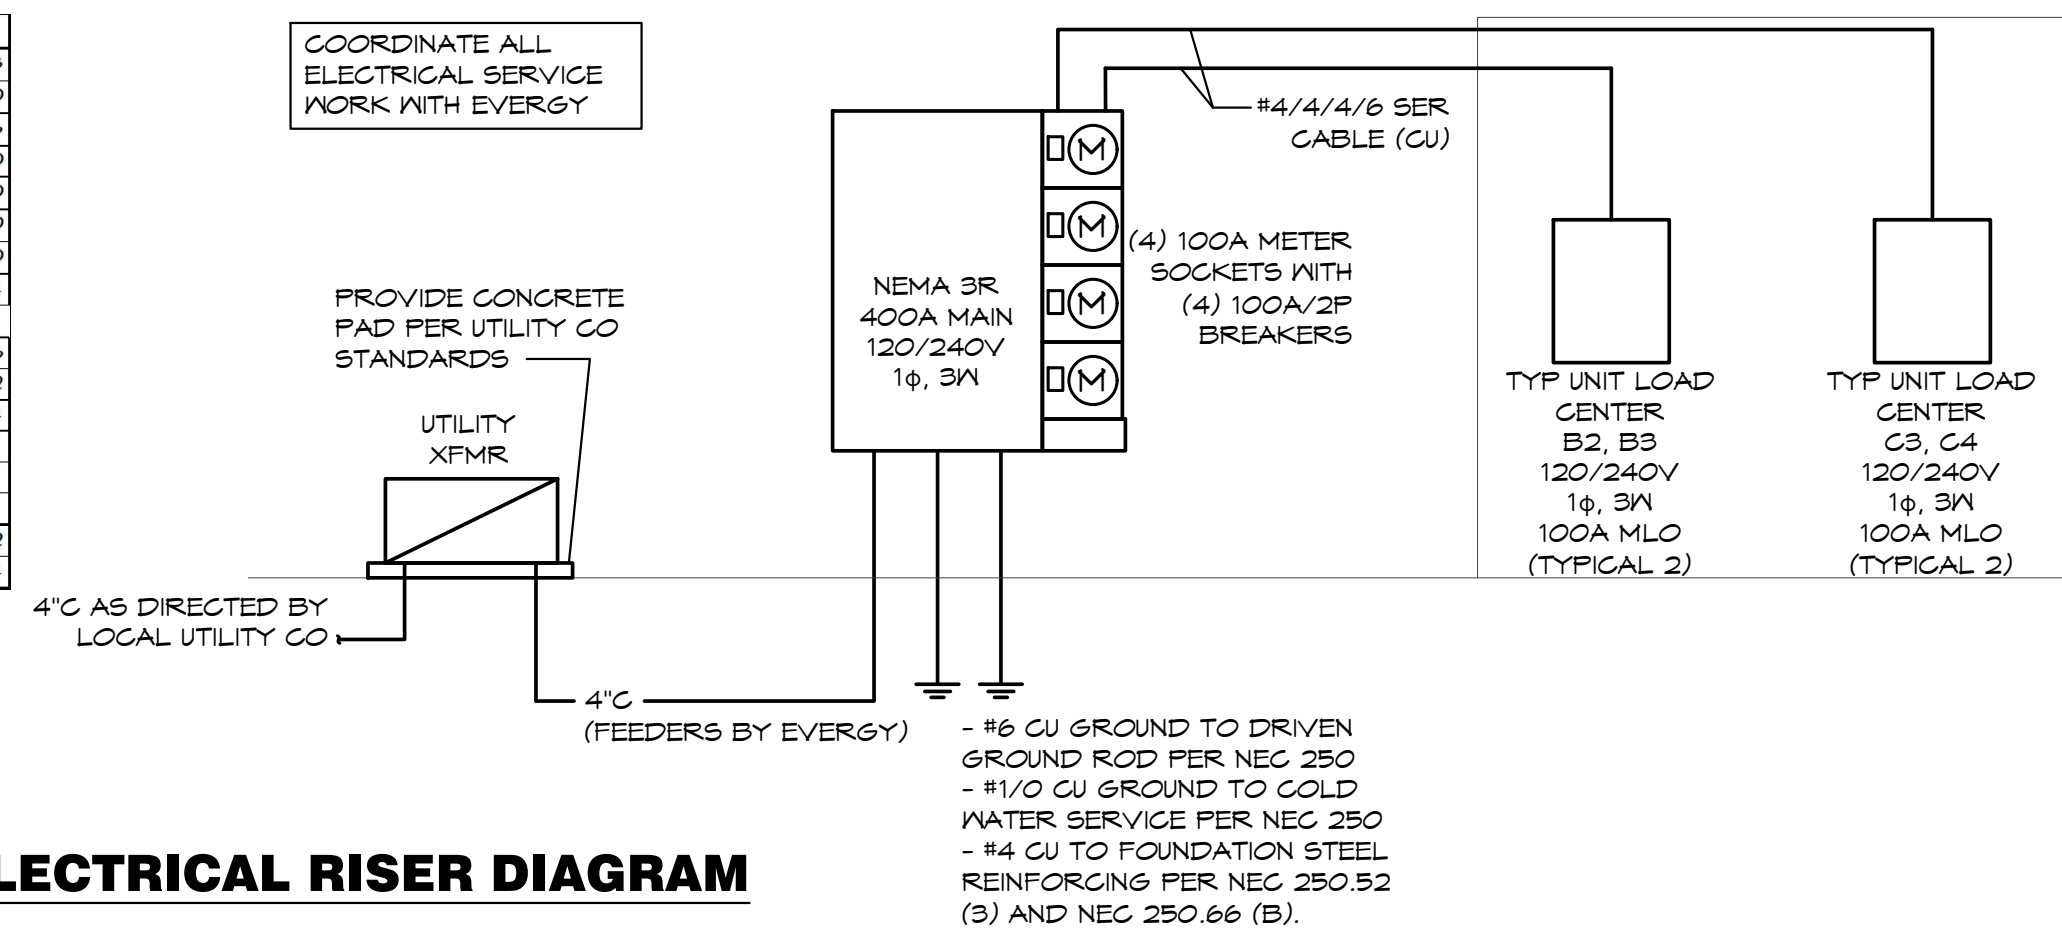 COORDINATE ALL
ELECTRICAL SERVICE
WORK WITH EVERGY
#4/4/4/6 SER
CABLE (CU)
M
M
M
M
(4) 100A METER
SOCKETS WITH
(4) 100A/2P
BREAKERS
NEMA 3R
400A MAIN
120/240V
1ϕ, 3W
PROVIDE CONCRETE
PAD PER UTILITY CO
STANDARDS
UTILITY
XFMR
TYP UNIT LOAD
CENTER
B2, B3
120/240V
1ϕ, 3W
100A MLO
(TYPICAL 2)
TYP UNIT LOAD
CENTER
C3, C4
120/240V
1ϕ, 3W
100A MLO
(TYPICAL 2)
4"C AS DIRECTED BY
LOCAL UTILITY CO
4"C
(FEEDERS BY EVERGY)
- #6 CU GROUND TO DRIVEN
GROUND ROD PER NEC 250
- #1/0 CU GROUND TO COLD
WATER SERVICE PER NEC 250
- #4 CU TO FOUNDATION STEEL
REINFORCING PER NEC 250.52
(3) AND NEC 250.66 (B).
LECTRICAL RISER DIAGRAM